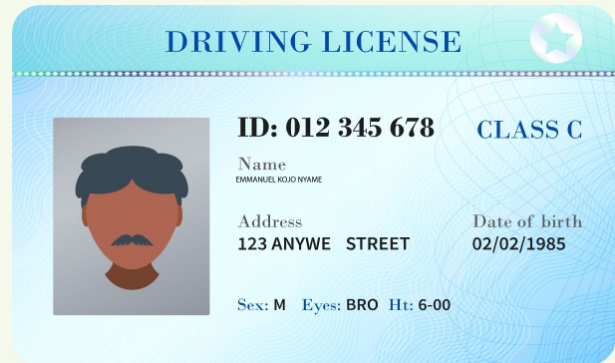 DRIVING LICENSE
ID: 012 345 678
CLASS C
Name
EMMANUEL KOJO NYAME
Address
Date of birth
123 ANYWE STREET
02/02/1985
Sex: M Eyes: BRO Ht: 6-00